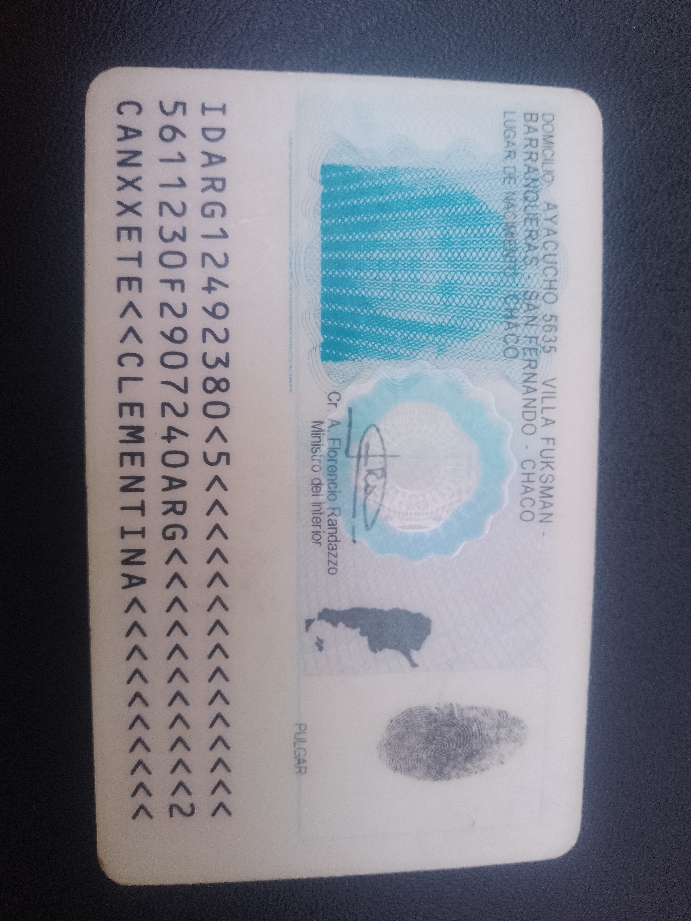 DOMICILIO: AYACUCHO 5635 VILLA FUKSMAN -
BARRANQUERAS - SAN FERNANDO - CHACO
LUGAR DE NACIMIENTO: CHACO
Cr. A. Florencio Randazzo
Ministro del Interior
PULGAR
IDARG12492380<5<<<<<<<<<<<<<<<
5611230F2907240ARG<<<<<<<<<<<2
CANXXETE<<CLEMENTINA<<<<<<<<<<